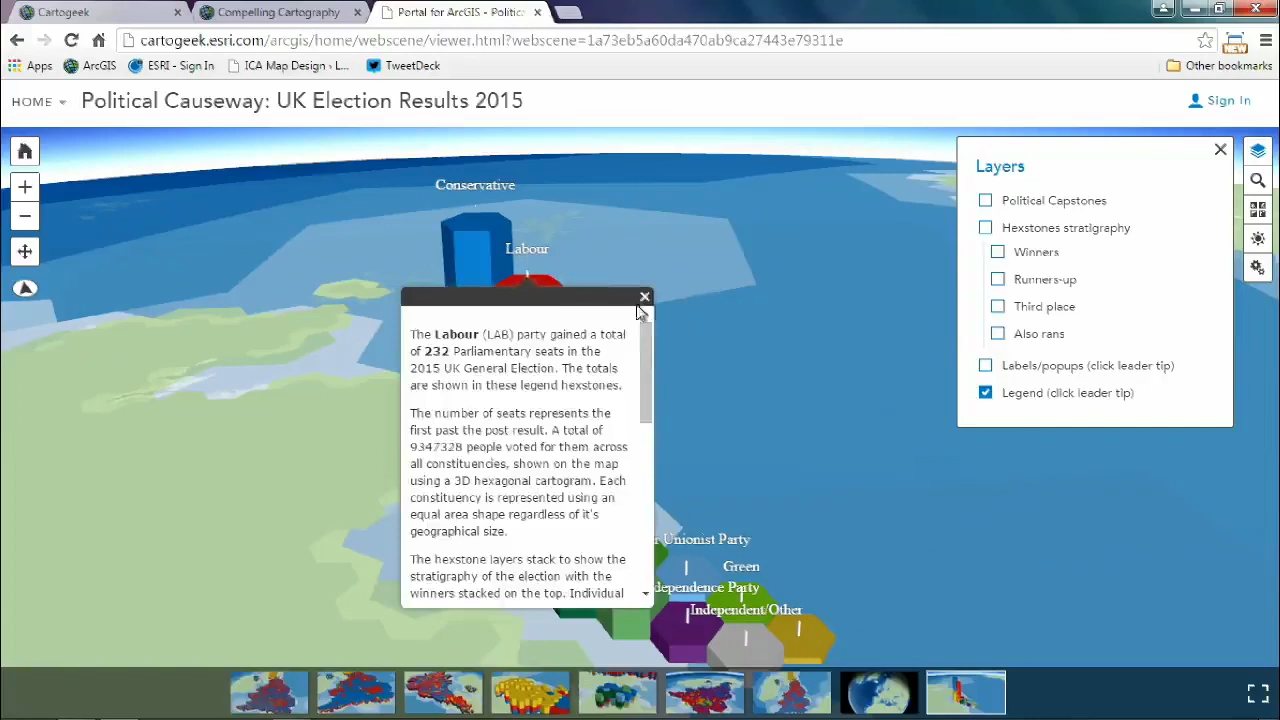 Cartogeek
Compelling Cartography
Portal for ArcGIS - Politic
cartogeek.esri.com/arcgis/home/webscene/viewer.html?webscene=1a73eb5a60da470ab9ca27443e79311e
NEW
Apps
ArcGIS
ESRI - Sign In
ICA Map Design › L...
TweetDeck
Other bookmarks
HOME
Political Causeway: UK Election Results 2015
Sign In
Conservative
Labour
The Labour (LAB) party gained a total
of 232 Parliamentary seats in the
2015 UK General Election. The totals
are shown in these legend hexstones.
The number of seats represents the
first past the post result. A total of
9347328 people voted for them across
all constituencies, shown on the map
using a 3D hexagonal cartogram. Each
constituency is represented using an
equal area shape regardless of it's
geographical size.
The hexstone layers stack to show the
stratigraphy of the election with the
winners stacked on the top. Individual
r Unionist Party
Green
dependence Party
Independent/Other
Layers
Political Capstones
Hexstones stratigraphy
Winners
Runners-up
Third place
Also rans
Labels/popups (click leader tip)
Legend (click leader tip)